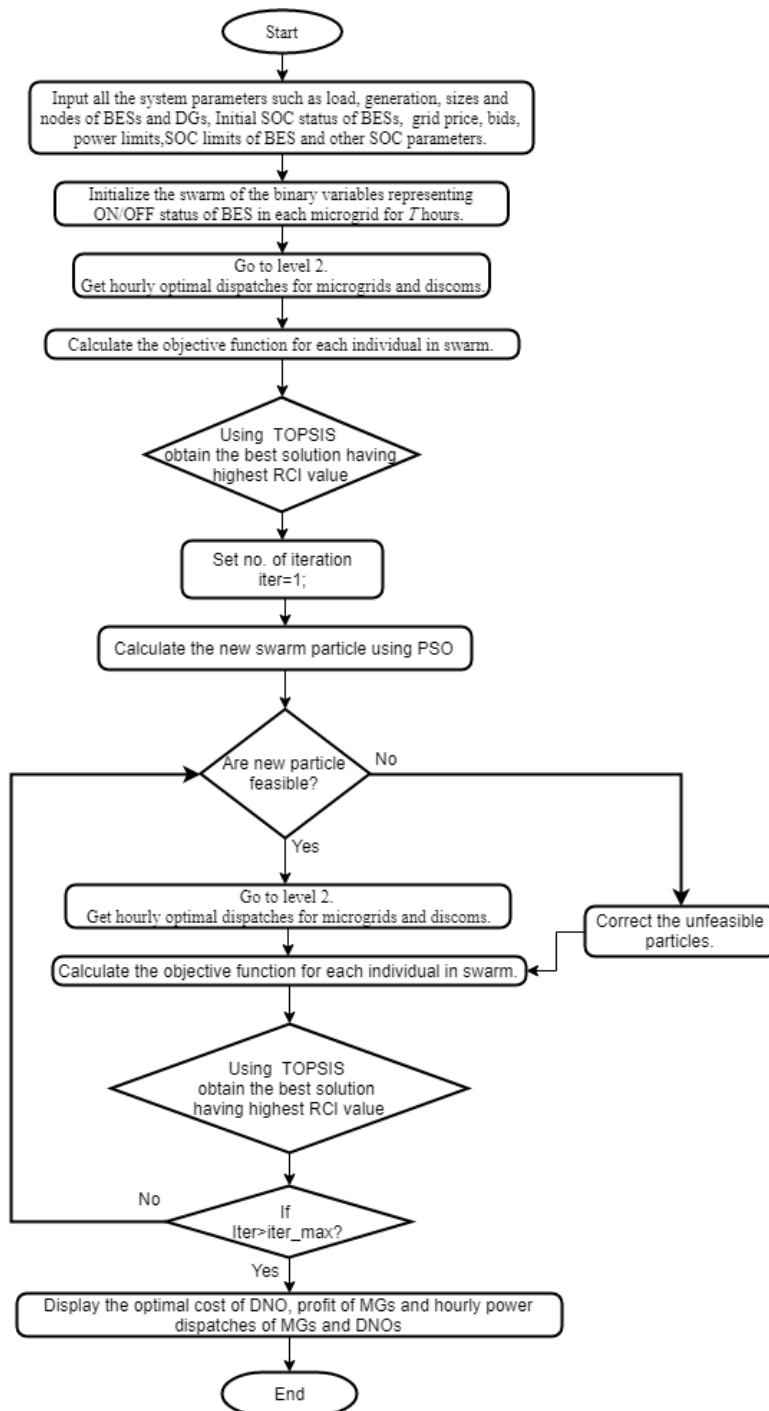 Start
Input all the system parameters such as load, generation, sizes and
nodes of BESs and DGs, Initial SOC status of BESs, grid price, bids,
power limits,SOC limits of BES and other SOC parameters.
Initialize the swarm of the binary variables representing
ON/OFF status of BES in each microgrid for T hours.
Go to level 2.
Get hourly optimal dispatches for microgrids and discoms.
Calculate the objective function for each individual in swarm.
Using TOPSIS
obtain the best solution having
highest RCI value
Set no. of iteration
iter=1;
Calculate the new swarm particle using PSO
Are new particle
feasible?
No
Yes
Go to level 2.
Get hourly optimal dispatches for microgrids and discoms.
Correct the unfeasible
particles.
Calculate the objective function for each individual in swarm.
Using TOPSIS
obtain the best solution
having highest RCI value
No
If
Iter>iter_max?
Yes
Display the optimal cost of DNO, profit of MGs and hourly power
dispatches of MGs and DNOs
End